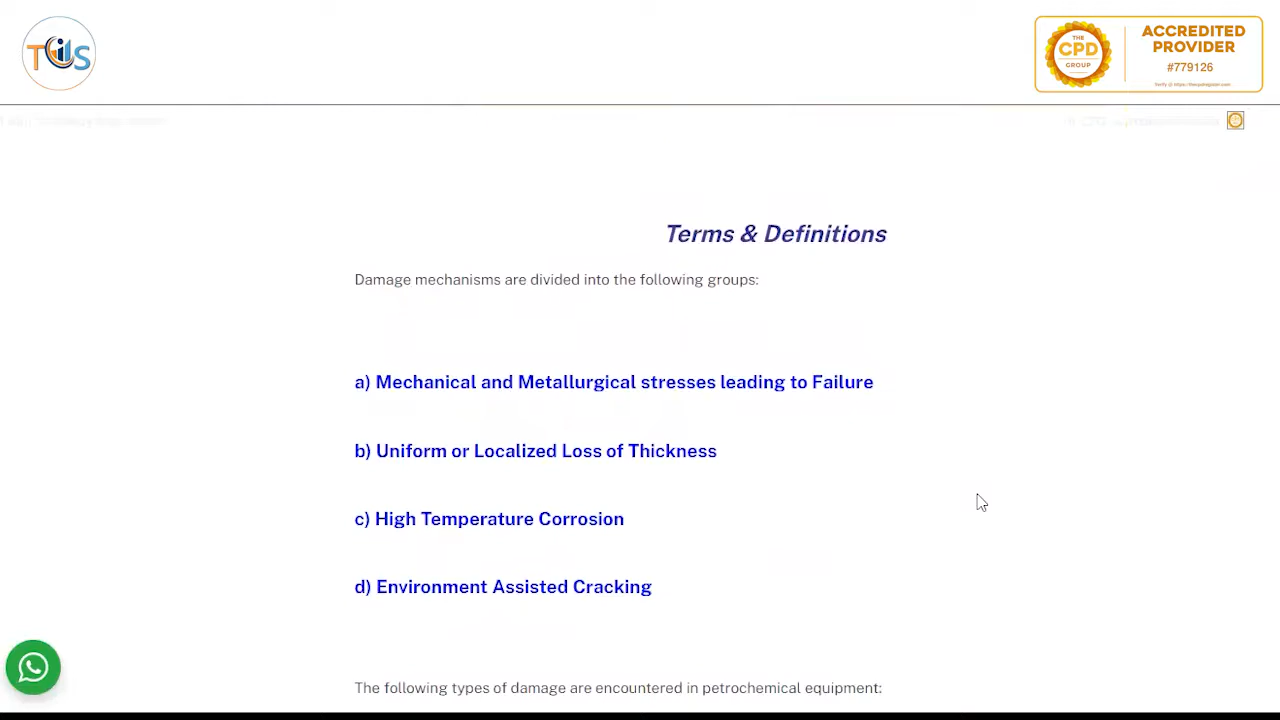 TCIS
THE
CPD
GROUP
ACCREDITED
PROVIDER
#779126
Terms & Definitions
Damage mechanisms are divided into the following groups:
a) Mechanical and Metallurgical stresses leading to Failure
b) Uniform or Localized Loss of Thickness
c) High Temperature Corrosion
d) Environment Assisted Cracking
The following types of damage are encountered in petrochemical equipment: